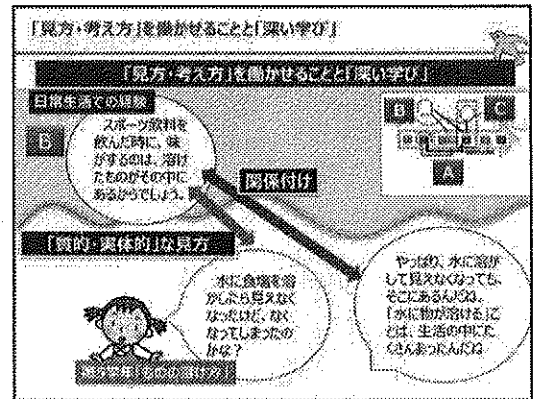 「見方・考え方」を働かせることと「深い学び」
「見方・考え方」を働かせることと「深い学び」
日常生活での経験
B
スポーツ飲料を
飲んだ時に、味
がするのは、溶け
たものがその中に
あるからでしょう。
B
C
A
関係付け
「質的・実体的」な見方
水に食塩を溶
かしたら見えなく
なったけど、なく
なってしまったの
かな?
やっぱり、水に溶か
して見えなくなっても、
そこにあるんだね。
「水に物が溶ける」こ
とは、生活の中にた
くさんあったんだね